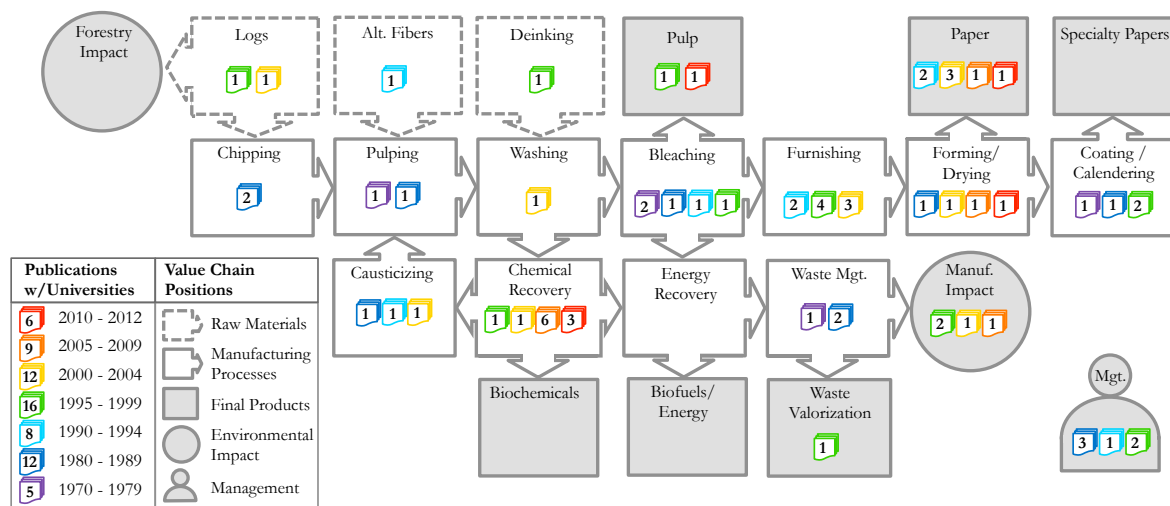 Forestry
Impact
Logs
1 1
Alt. Fibers
1
Deinking
1
Pulp
1 1
Paper
2 3 1 1
Specialty Papers
Chipping
2
Pulping
1 1
Washing
1
Bleaching
2 1 1 1
Furnishing
2 4 3
Forming/
Drying
1 1 1 1
Coating /
Calendering
1 1 2
Causticizing
1 1 1
Chemical
Recovery
1 1 6 3
Energy
Recovery
Waste Mgt.
1 2
Manuf.
Impact
2 1 1
Biochemicals
Biofuels/
Energy
Waste
Valorization
1
Mgt.
3 1 2
Publications
w/Universities
6 2010 - 2012
9 2005 - 2009
12 2000 - 2004
16 1995 - 1999
8 1990 - 1994
12 1980 - 1989
5 1970 - 1979
Value Chain
Positions
Raw Materials
Manufacturing
Processes
Final Products
Environmental
Impact
Management